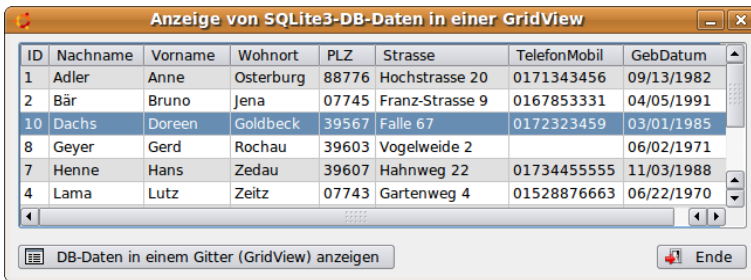 Anzeige von SQLite3-DB-Daten in einer GridView
ID Nachname Vorname Wohnort PLZ Strasse TelefonMobil GebDatum
1 Adler Anne Osterburg 88776 Hochstrasse 20 0171343456 09/13/1982
2 Bär Bruno Jena 07745 Franz-Strasse 9 0167853331 04/05/1991
10 Dachs Doreen Goldbeck 39567 Falle 67 0172323459 03/01/1985
8 Geyer Gerd Rochau 39603 Vogelweide 2 06/02/1971
7 Henne Hans Zedau 39607 Hahnweg 22 01734455555 11/03/1988
4 Lama Lutz Zeitz 07743 Gartenweg 4 01528876663 06/22/1970
DB-Daten in einem Gitter (GridView) anzeigen Ende